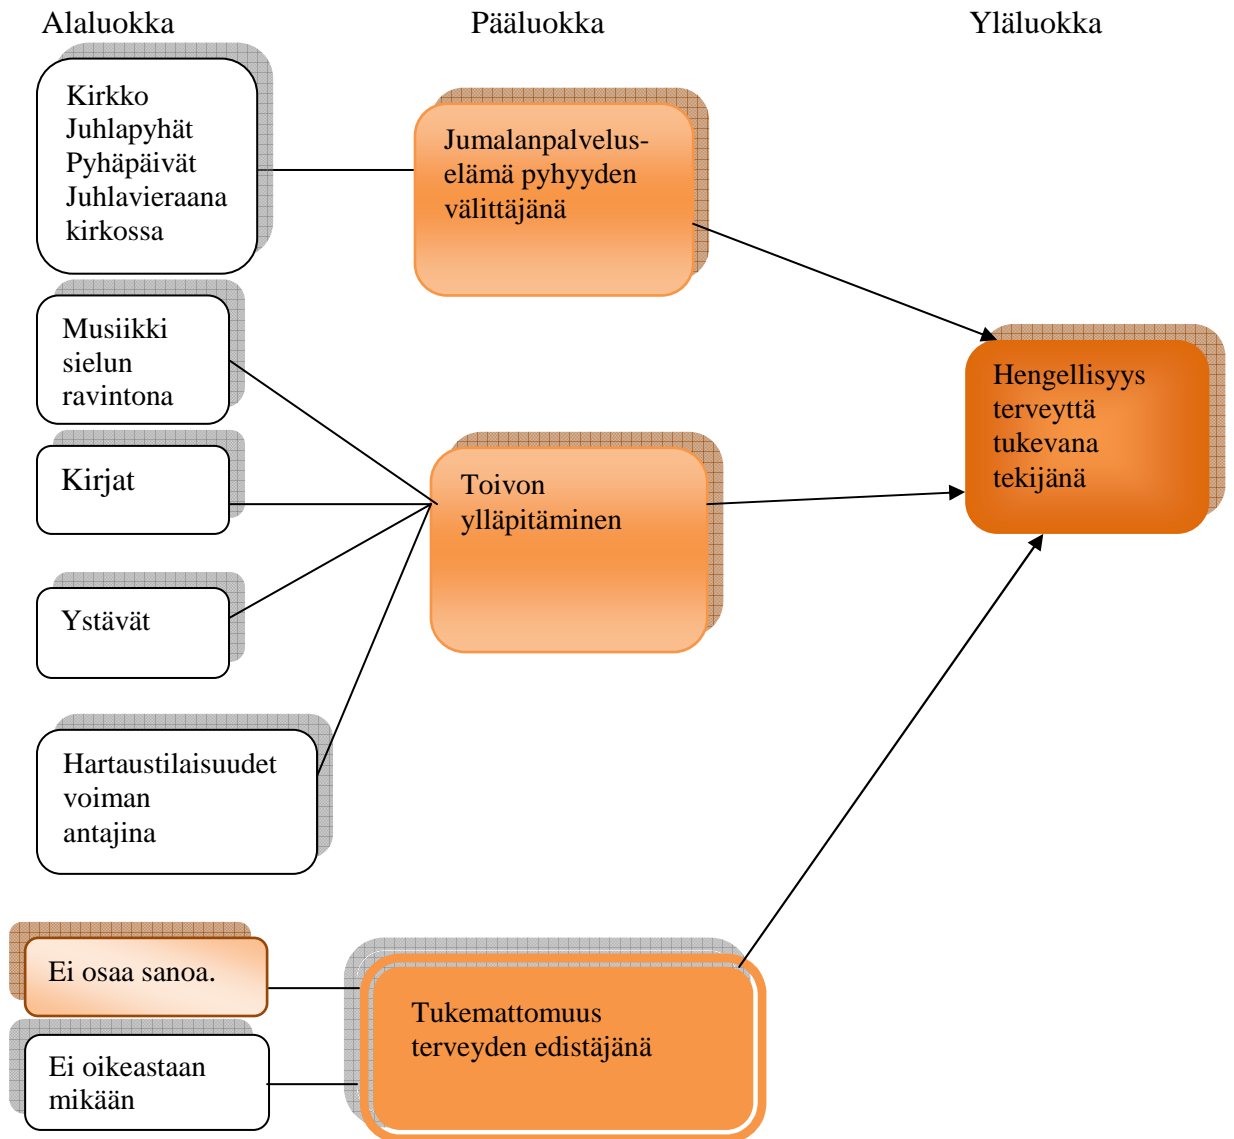 Alaluokka
Pääluokka
Yläluokka
Kirkko
Juhlapyhät
Pyhäpäivät
Juhlavieraana
kirkossa
Jumalanpalvelus-
elämä pyhyyden
välittäjänä
Musiikki
sielun
ravintona
Kirjat
Ystävät
Hartaustilaisuudet
voiman
antajina
Toivon
ylläpitäminen
Hengellisyys
terveyttä
tukevana
tekijänä
Ei osaa sanoa.
Ei oikeastaan
mikään
Tukemattomuus
terveyden edistäjänä